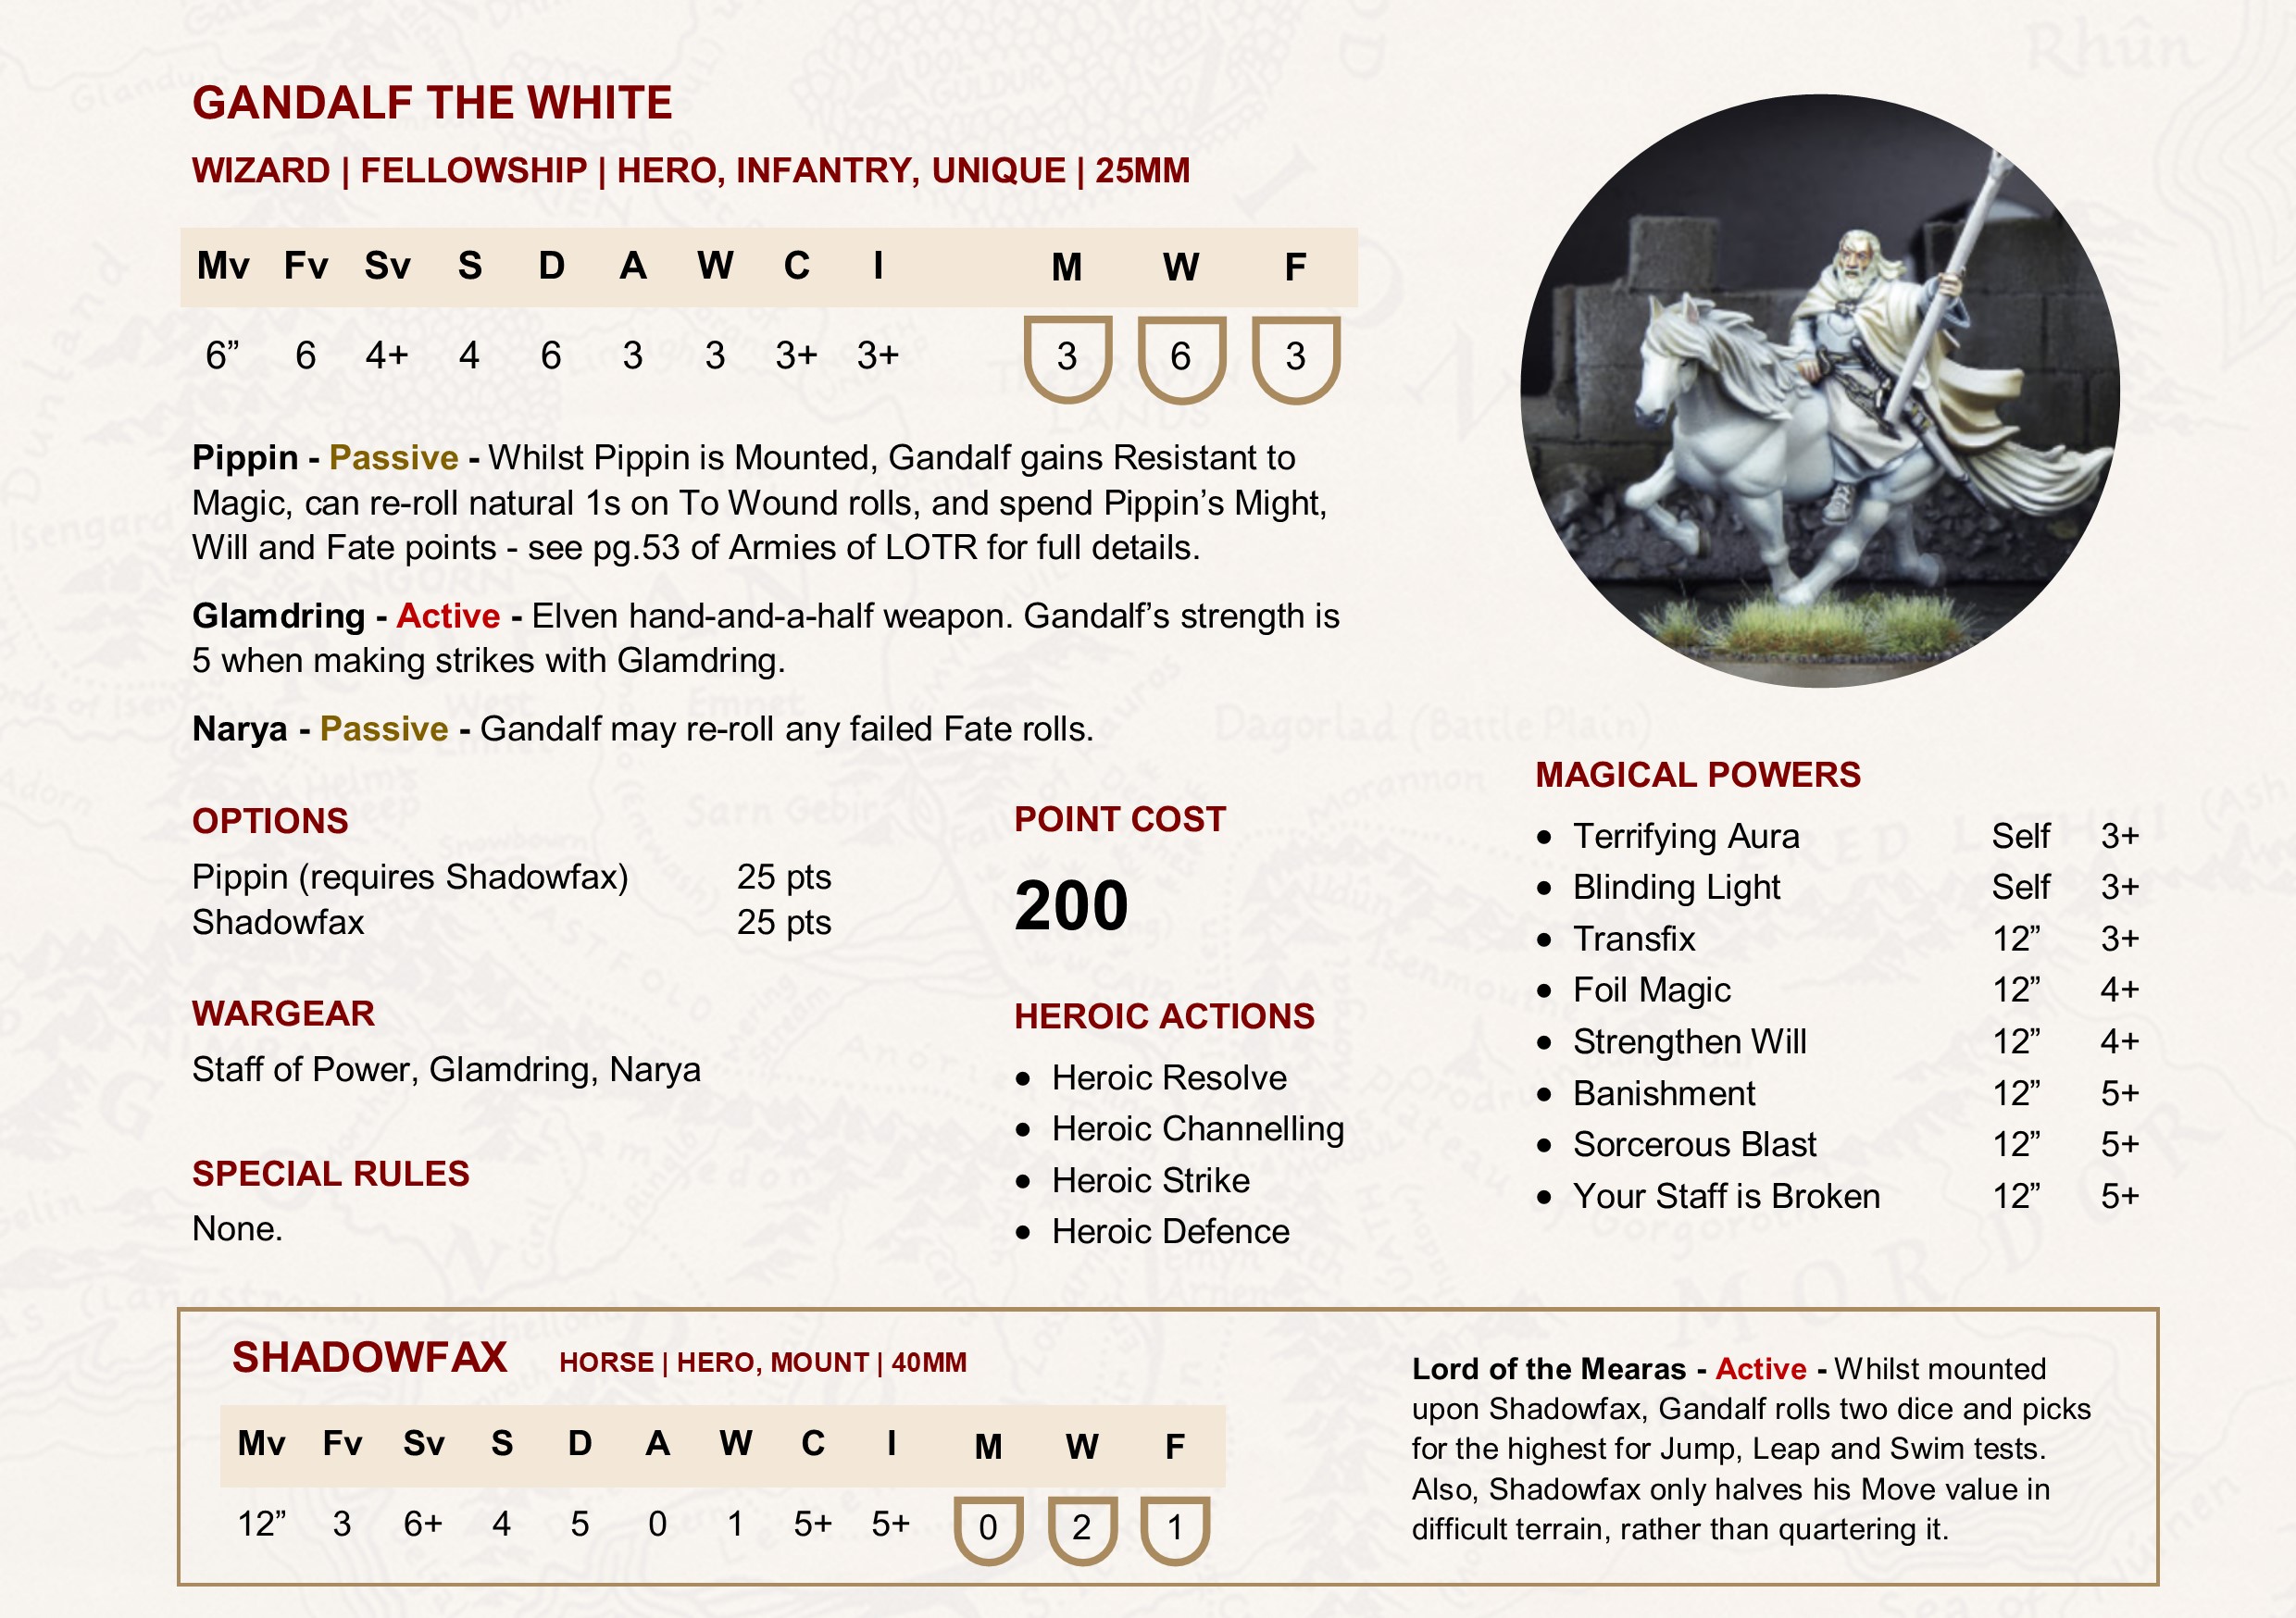 GANDALF THE WHITE
WIZARD | FELLOWSHIP | HERO, INFANTRY, UNIQUE | 25MM
Mv Fv Sv S D A W C I M W F
6” 6 4+ 4 6 3 3 3+ 3+ 3 6 3
Pippin - Passive - Whilst Pippin is Mounted, Gandalf gains Resistant to
Magic, can re-roll natural 1s on To Wound rolls, and spend Pippin’s Might,
Will and Fate points - see pg.53 of Armies of LOTR for full details.
Glamdring - Active - Elven hand-and-a-half weapon. Gandalf’s strength is
5 when making strikes with Glamdring.
Narya - Passive - Gandalf may re-roll any failed Fate rolls.
OPTIONS
Pippin (requires Shadowfax) 25 pts
Shadowfax 25 pts
WARGEAR
Staff of Power, Glamdring, Narya
SPECIAL RULES
None.
POINT COST
200
HEROIC ACTIONS
• Heroic Resolve
• Heroic Channelling
• Heroic Strike
• Heroic Defence
MAGICAL POWERS
• Terrifying Aura Self 3+
• Blinding Light Self 3+
• Transfix 12” 3+
• Foil Magic 12” 4+
• Strengthen Will 12” 4+
• Banishment 12” 5+
• Sorcerous Blast 12” 5+
• Your Staff is Broken 12” 5+
SHADOWFAX HORSE | HERO, MOUNT | 40MM
Mv Fv Sv S D A W C I M W F
12” 3 6+ 4 5 0 1 5+ 5+ 0 2 1
Lord of the Mearas - Active - Whilst mounted
upon Shadowfax, Gandalf rolls two dice and picks
for the highest for Jump, Leap and Swim tests.
Also, Shadowfax only halves his Move value in
difficult terrain, rather than quartering it.
Rhûn
Dunland
Isengard
Dagorlad (Battle Plain)
Morannon
Sarn Gebir
Snowbourn
MORDOR